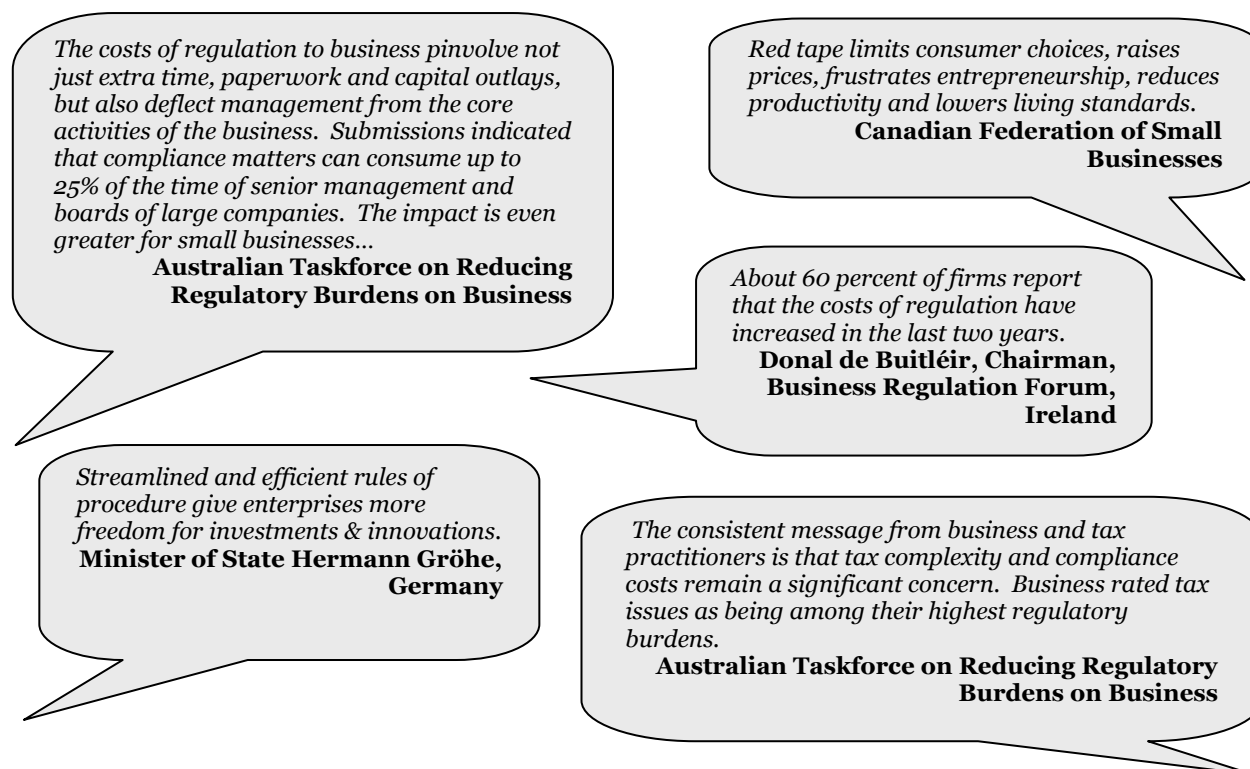 The costs of regulation to business pinvolve not
just extra time, paperwork and capital outlays,
but also deflect management from the core
activities of the business.  Submissions indicated
that compliance matters can consume up to
25% of the time of senior management and
boards of large companies.  The impact is even
greater for small businesses...
Australian Taskforce on Reducing
Regulatory Burdens on Business
Red tape limits consumer choices, raises
prices, frustrates entrepreneurship, reduces
productivity and lowers living standards.
Canadian Federation of Small
Businesses
About 60 percent of firms report
that the costs of regulation have
increased in the last two years.
Donal de Buitléir, Chairman,
Business Regulation Forum,
Ireland
Streamlined and efficient rules of
procedure give enterprises more
freedom for investments & innovations.
Minister of State Hermann Gröhe,
Germany
The consistent message from business and tax
practitioners is that tax complexity and compliance
costs remain a significant concern.  Business rated tax
issues as being among their highest regulatory
burdens.
Australian Taskforce on Reducing Regulatory
Burdens on Business